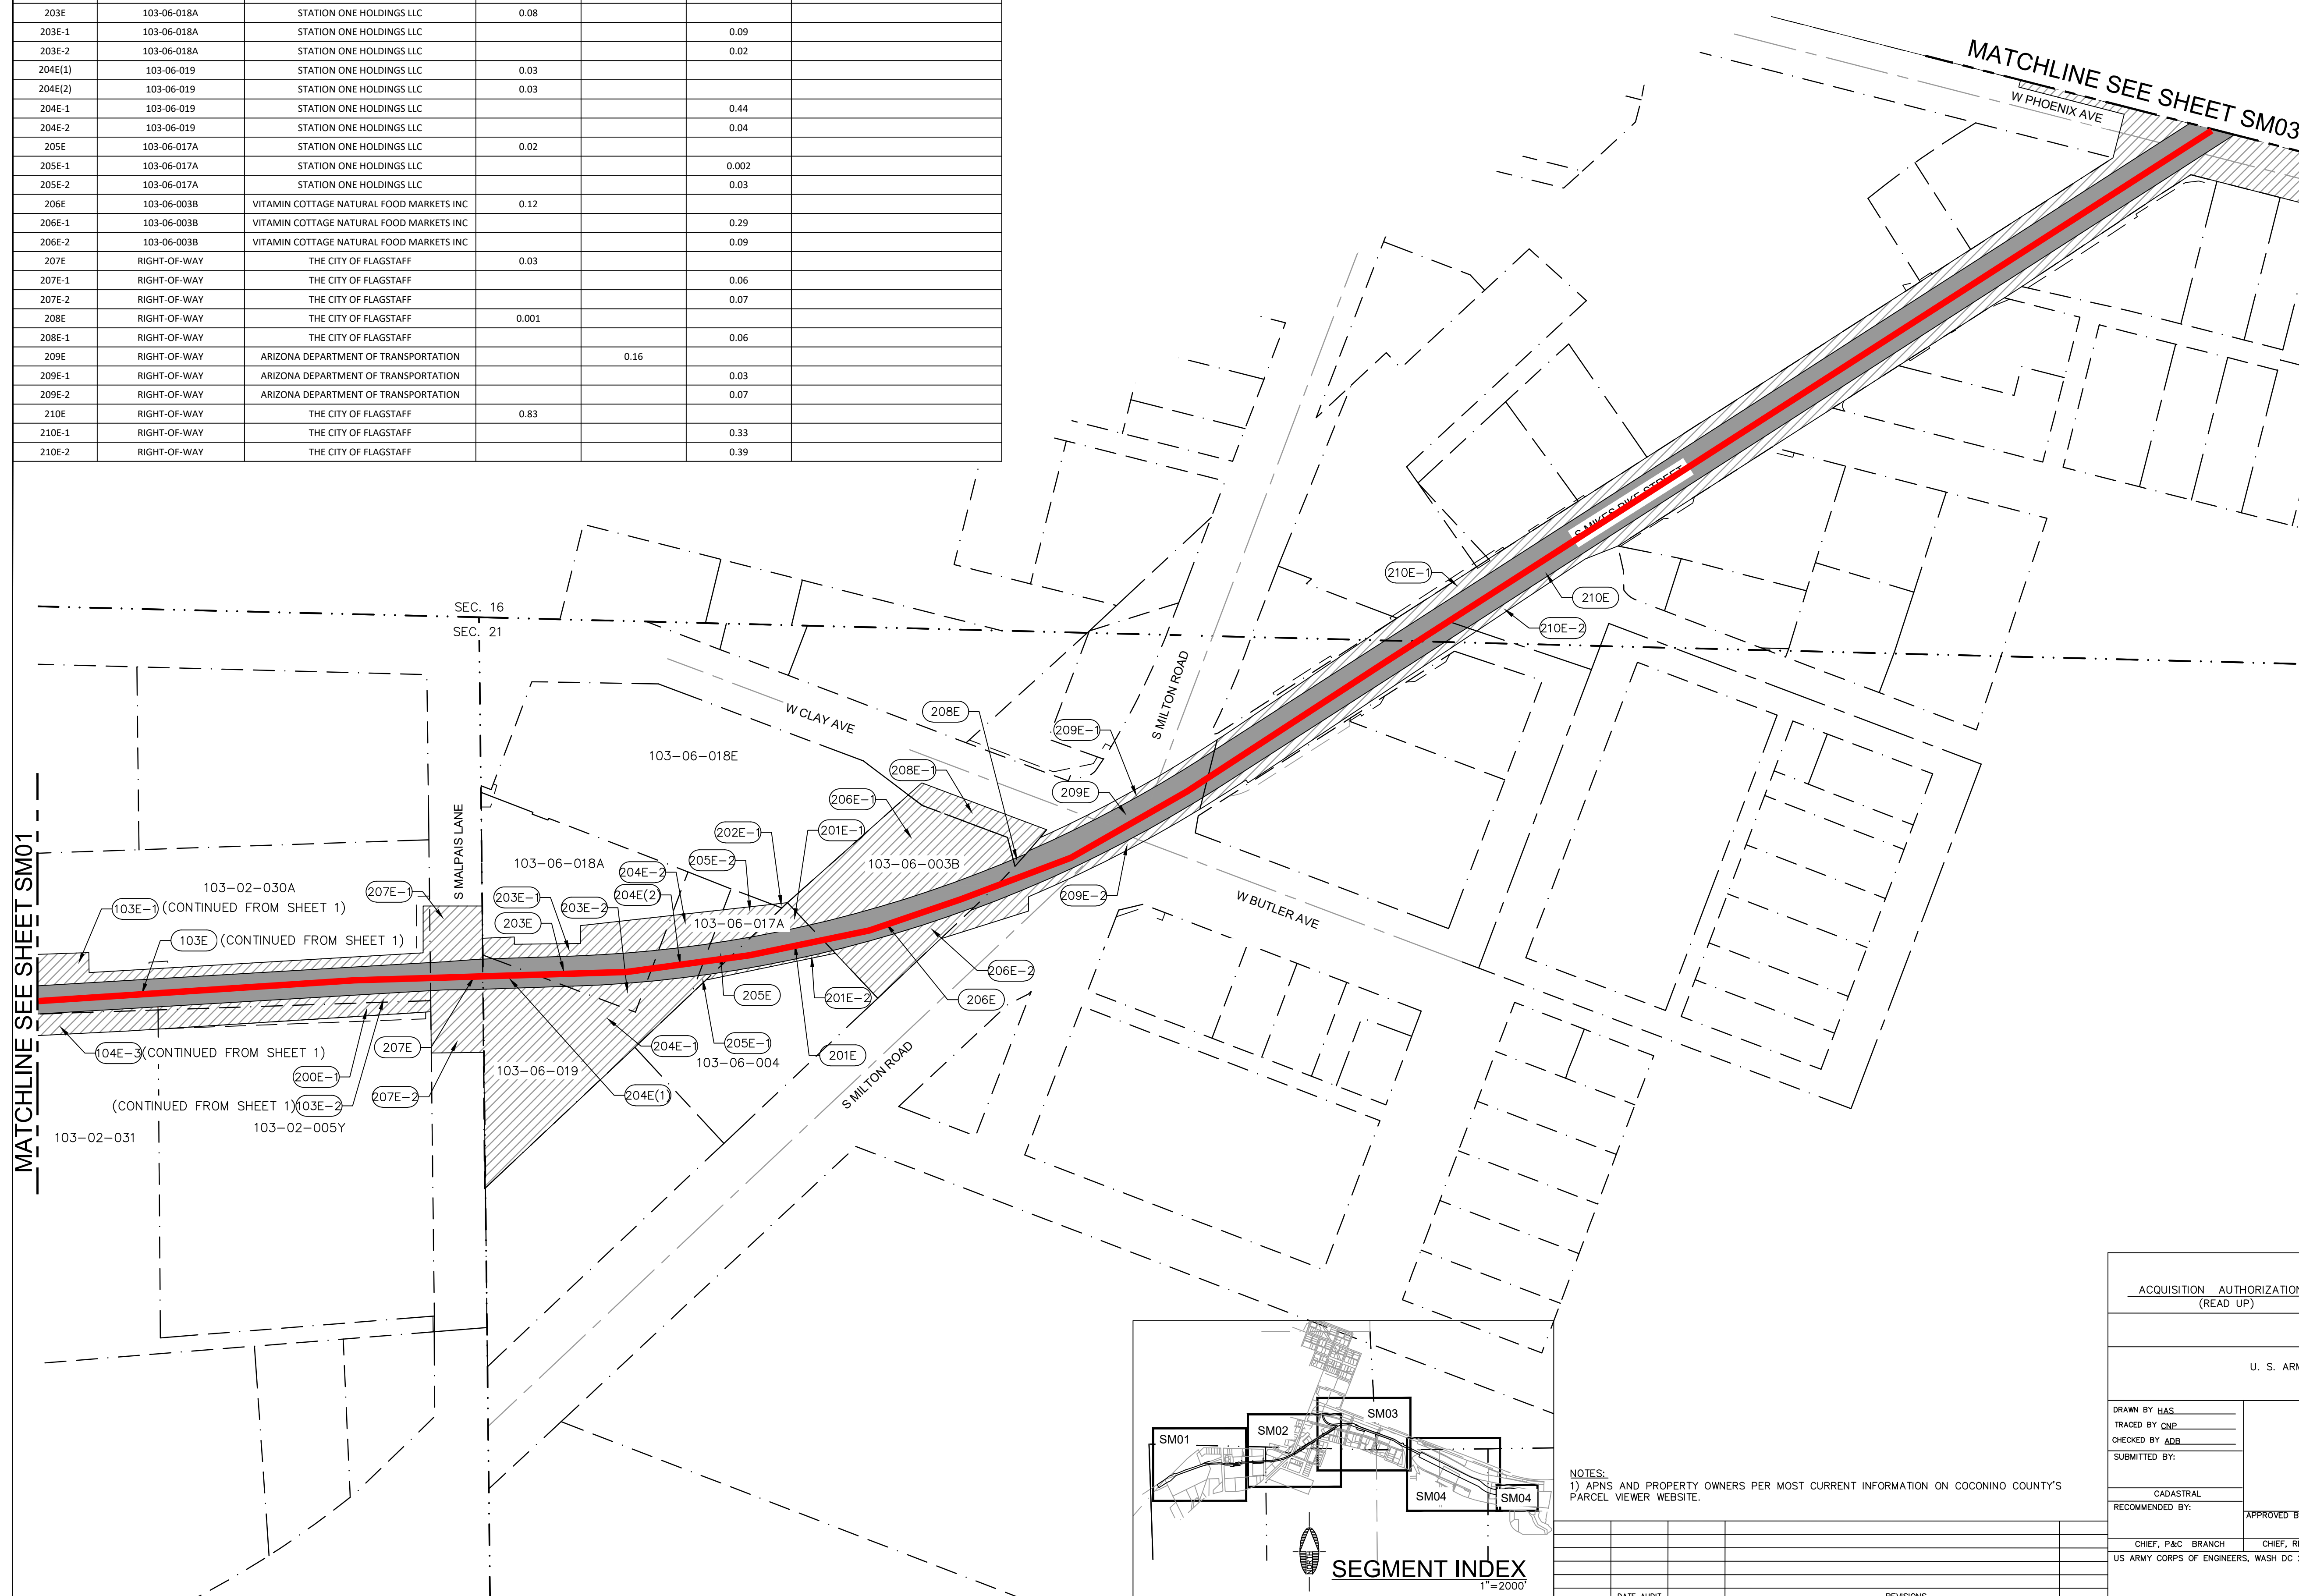 203E 103-06-018A STATION ONE HOLDINGS LLC 0.08
203E-1 103-06-018A STATION ONE HOLDINGS LLC 0.09
203E-2 103-06-018A STATION ONE HOLDINGS LLC 0.02
204E(1) 103-06-019 STATION ONE HOLDINGS LLC 0.03
204E(2) 103-06-019 STATION ONE HOLDINGS LLC 0.03
204E-1 103-06-019 STATION ONE HOLDINGS LLC 0.44
204E-2 103-06-019 STATION ONE HOLDINGS LLC 0.04
205E 103-06-017A STATION ONE HOLDINGS LLC 0.02
205E-1 103-06-017A STATION ONE HOLDINGS LLC 0.002
205E-2 103-06-017A STATION ONE HOLDINGS LLC 0.03
206E 103-06-003B VITAMIN COTTAGE NATURAL FOOD MARKETS INC 0.12
206E-1 103-06-003B VITAMIN COTTAGE NATURAL FOOD MARKETS INC 0.29
206E-2 103-06-003B VITAMIN COTTAGE NATURAL FOOD MARKETS INC 0.09
207E RIGHT-OF-WAY THE CITY OF FLAGSTAFF 0.03
207E-1 RIGHT-OF-WAY THE CITY OF FLAGSTAFF 0.06
207E-2 RIGHT-OF-WAY THE CITY OF FLAGSTAFF 0.07
208E RIGHT-OF-WAY THE CITY OF FLAGSTAFF 0.001
208E-1 RIGHT-OF-WAY THE CITY OF FLAGSTAFF 0.06
209E RIGHT-OF-WAY ARIZONA DEPARTMENT OF TRANSPORTATION 0.16
209E-1 RIGHT-OF-WAY ARIZONA DEPARTMENT OF TRANSPORTATION 0.03
209E-2 RIGHT-OF-WAY ARIZONA DEPARTMENT OF TRANSPORTATION 0.07
210E RIGHT-OF-WAY THE CITY OF FLAGSTAFF 0.83
210E-1 RIGHT-OF-WAY THE CITY OF FLAGSTAFF 0.33
210E-2 RIGHT-OF-WAY THE CITY OF FLAGSTAFF 0.39
MATCHLINE SEE SHEET SM03
W PHOENIX AVE
S MIKES PIKE STREET
210E-1
210E
210E-2
SEC. 16
SEC. 21
S MILTON ROAD
W CLAY AVE
208E
209E-1
103-06-018E
208E-1
209E
206E-1
MATCHLINE SEE SHEET SM01
S MALPAIS LANE
202E-1
201E-1
103-06-018A
205E-2
103-06-003B
204E-2
103-02-030A
207E-1
203E-1
204E(2)
209E-2
103E-1 (CONTINUED FROM SHEET 1)
203E-2
203E
103-06-017A
W BUTLER AVE
103E (CONTINUED FROM SHEET 1)
206E-2
205E
201E-2
206E
207E
204E-1
205E-1
104E-3 (CONTINUED FROM SHEET 1)
201E
103-06-004
103-06-019
200E-1
S MILTON ROAD
207E-2
204E(1)
(CONTINUED FROM SHEET 1) 103E-2
103-02-005Y
103-02-031
ACQUISITION AUTHORIZATION
(READ UP)
U. S. ARM
DRAWN BY HAS
TRACED BY CNP
CHECKED BY ADB
SUBMITTED BY:
CADASTRAL
RECOMMENDED BY:
APPROVED B
CHIEF, P&C BRANCH
CHIEF, R
US ARMY CORPS OF ENGINEERS, WASH DC
SM01
SM02
SM03
SM04
SM04
SEGMENT INDEX
1"=2000'
NOTES:
1) APNS AND PROPERTY OWNERS PER MOST CURRENT INFORMATION ON COCONINO COUNTY'S
PARCEL VIEWER WEBSITE.
DATE AUDIT
REVISIONS